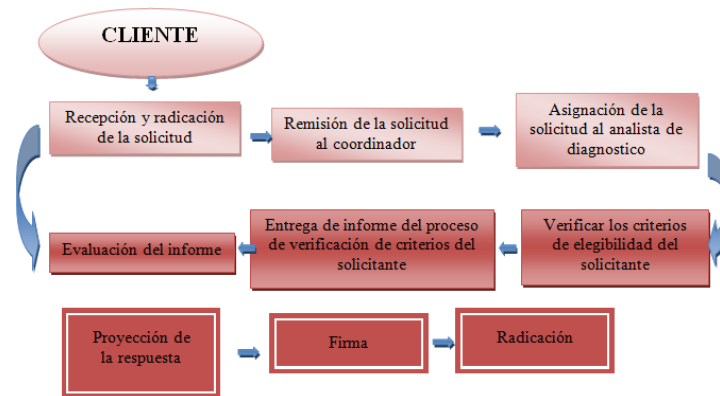 CLIENTE
Recepción y radicación
de la solicitud
Remisión de la solicitud
al coordinador
Asignación de la
solicitud al analista de
diagnostico
Verificar los criterios
de elegibilidad del
solicitante
Entrega de informe del proceso
de verificación de criterios del
solicitante
Evaluación del informe
Proyección de
la respuesta
Firma
Radicación